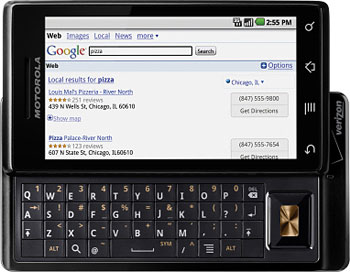 2:55 PM
Web Images Local News more
Google pizza Search
Web Options
Local results for pizza Chicago, IL
Louis Mal's Pizzeria - River North
251 reviews (847) 555-9800
439 N Wells St, Chicago, IL60610 Get Directions
Show map
Pizza Palace-River North (847) 555-7654
123 reviews Get Directions
607 N State St, Chicago, IL60610
MOTOROLA
verizon
Q W E R T Y U I O P DEL
A S D F G H J K L
Z X C V B N M
ALT @ SYM / ALT